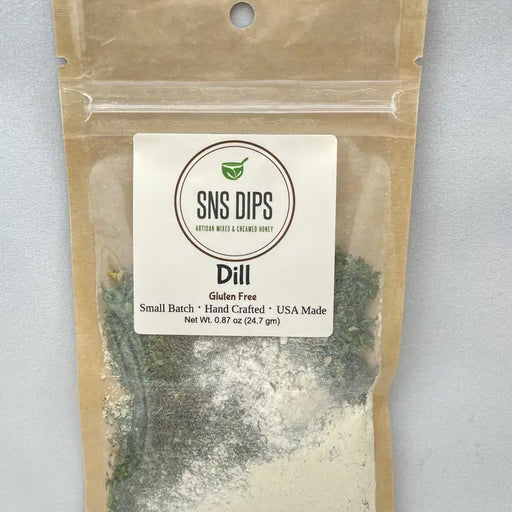 SNS DIPS
ARTISAN MIXES & CREAMED HONEY
Dill
Gluten Free
Small Batch · Hand Crafted · USA Made
Net Wt. 0.87 oz (24.7 gm)